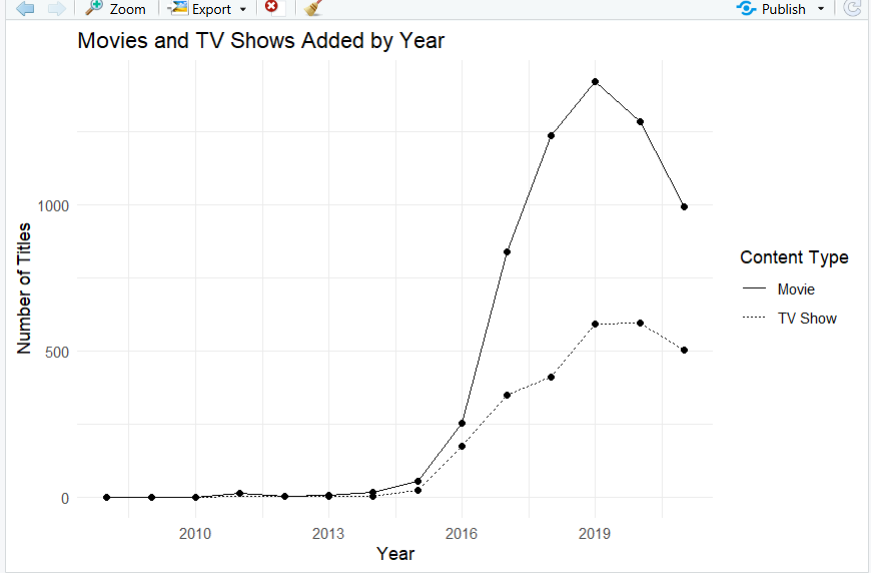 Zoom Export Publish
Movies and TV Shows Added by Year
1000
500
0
Number of Titles
2010 2013 2016 2019
Year
Content Type
Movie
TV Show